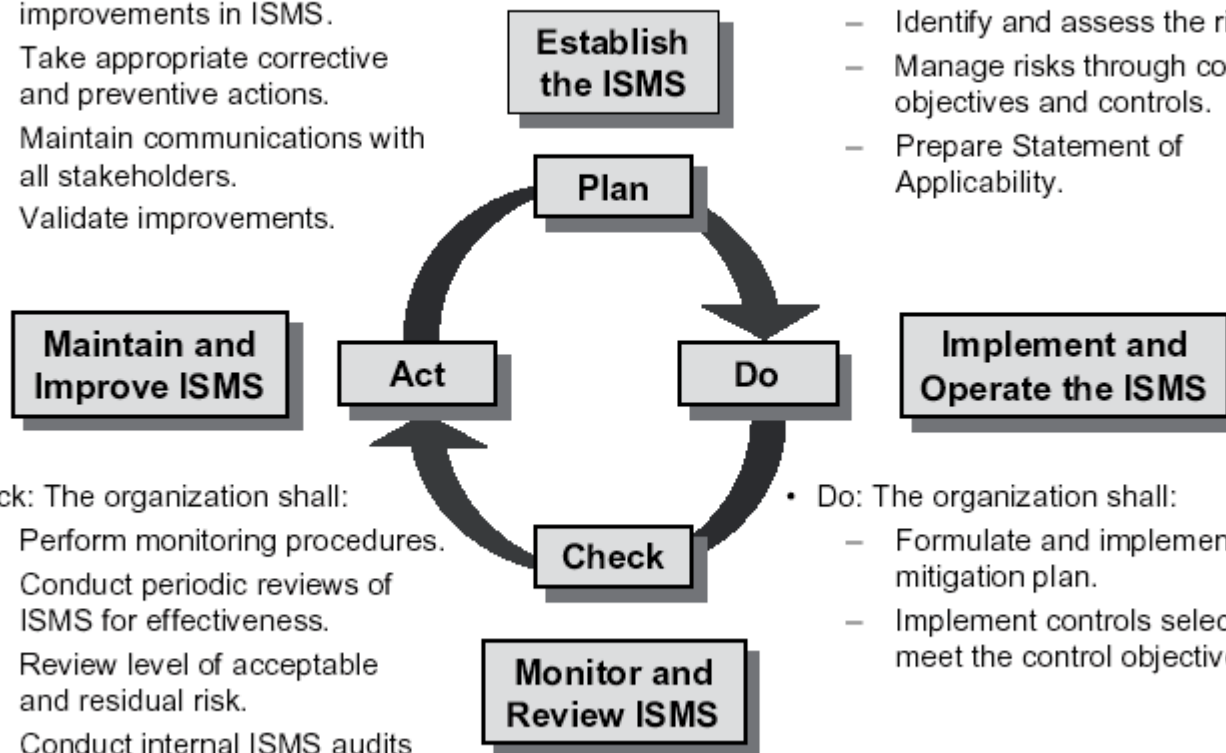 improvements in ISMS.
Take appropriate corrective
and preventive actions.
Maintain communications with
all stakeholders.
Validate improvements.
Establish
the ISMS
– Identify and assess the
– Manage risks through
objectives and controls.
– Prepare Statement of
Applicability.
Plan
Maintain and
Improve ISMS
Act
Do
Implement and
Operate the ISMS
The organization shall:
Perform monitoring procedures.
Conduct periodic reviews of
ISMS for effectiveness.
Review level of acceptable
and residual risk.
Conduct internal ISMS audits
Check
Monitor and
Review ISMS
• Do: The organization shall:
– Formulate and
mitigation plan.
– Implement controls
meet the control